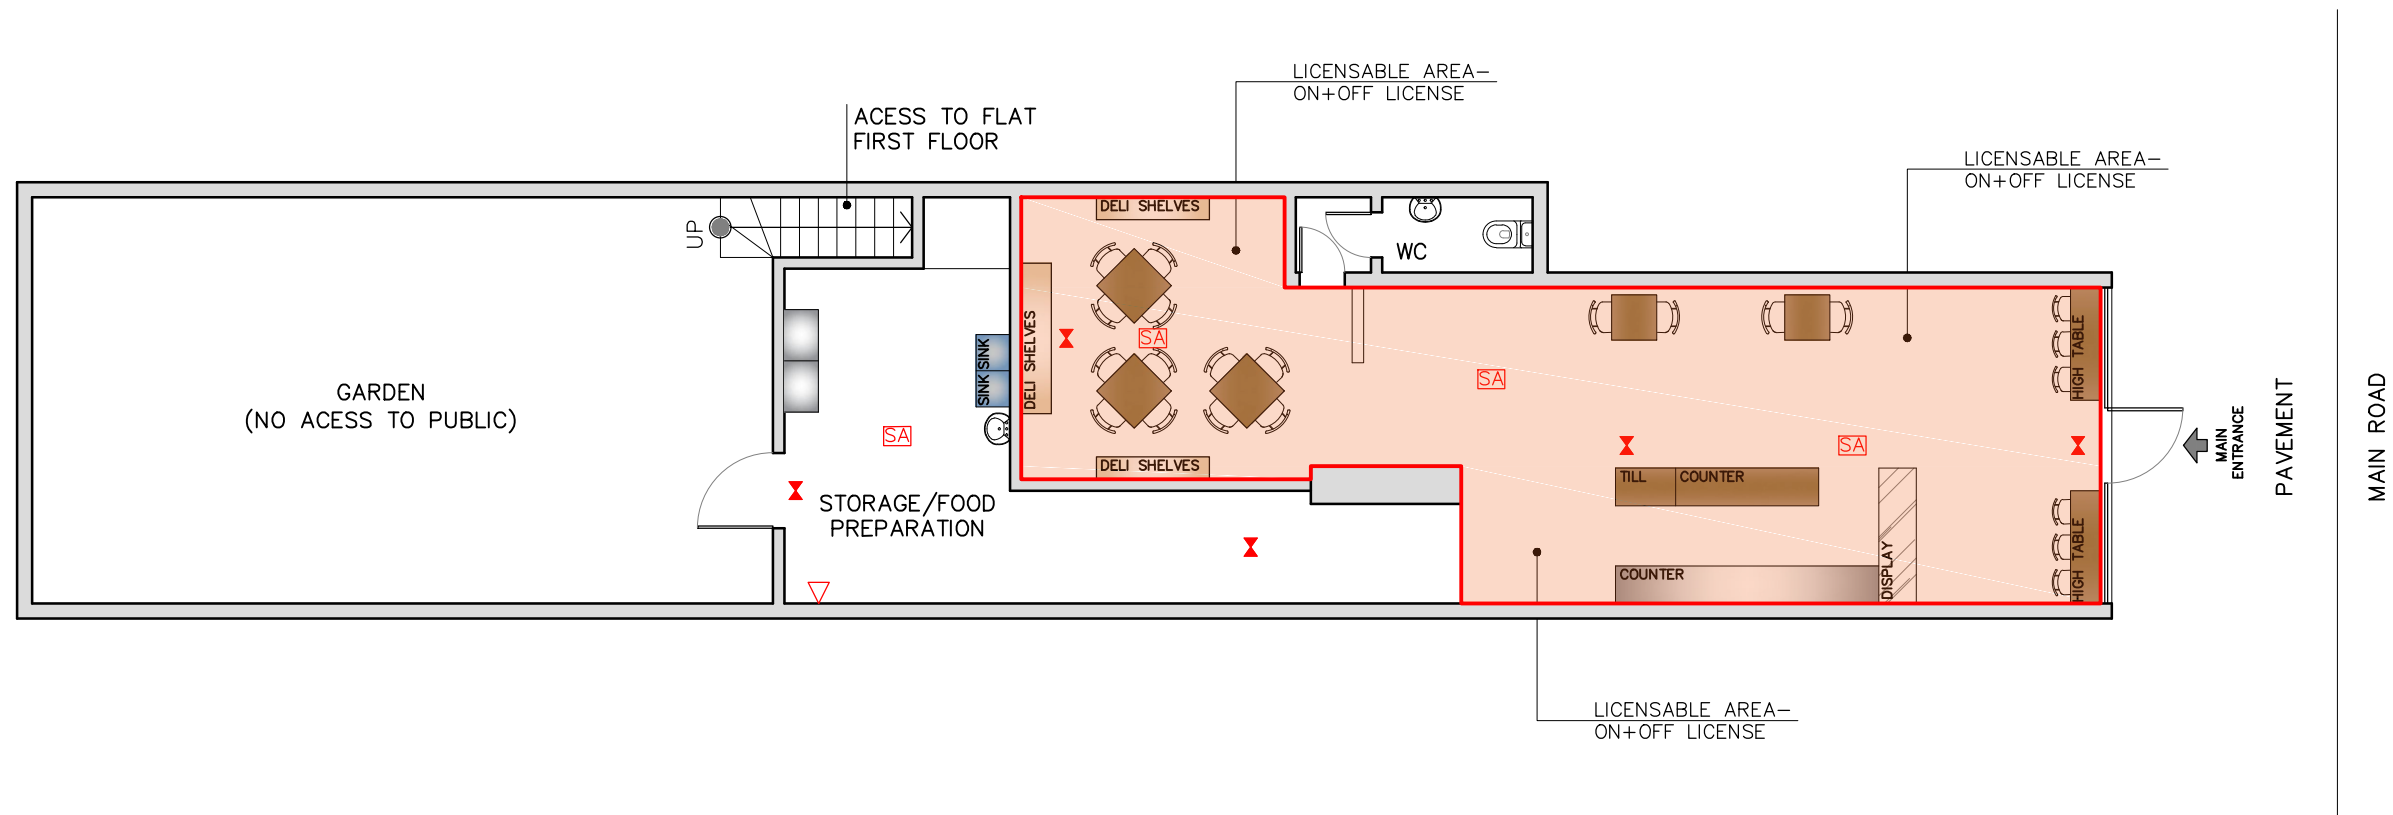 LICENSABLE AREA-
ON+OFF LICENSE
ACESS TO FLAT
FIRST FLOOR
LICENSABLE AREA-
ON+OFF LICENSE
UP
DELI SHELVES
WC
DELI SHELVES
SINK
SINK
SA
SA
SA
SA
HIGH TABLE
GARDEN
(NO ACESS TO PUBLIC)
STORAGE/FOOD
PREPARATION
DELI SHELVES
TILL
COUNTER
COUNTER
DISPLAY
HIGH TABLE
MAIN
ENTRANCE
PAVEMENT
MAIN ROAD
LICENSABLE AREA-
ON+OFF LICENSE